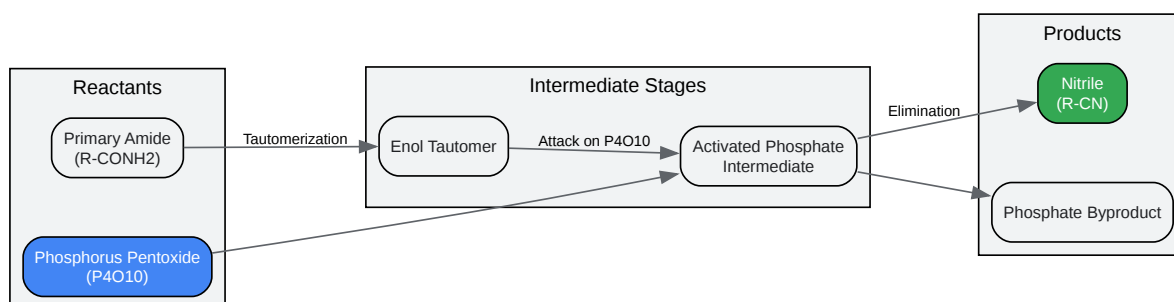 Reactants
Primary Amide
(R-CONH2)
Phosphorus Pentoxide
(P4O10)
Tautomerization
Intermediate Stages
Enol Tautomer
Attack on P4O10
Activated Phosphate
Intermediate
Elimination
Products
Nitrile
(R-CN)
Phosphate Byproduct